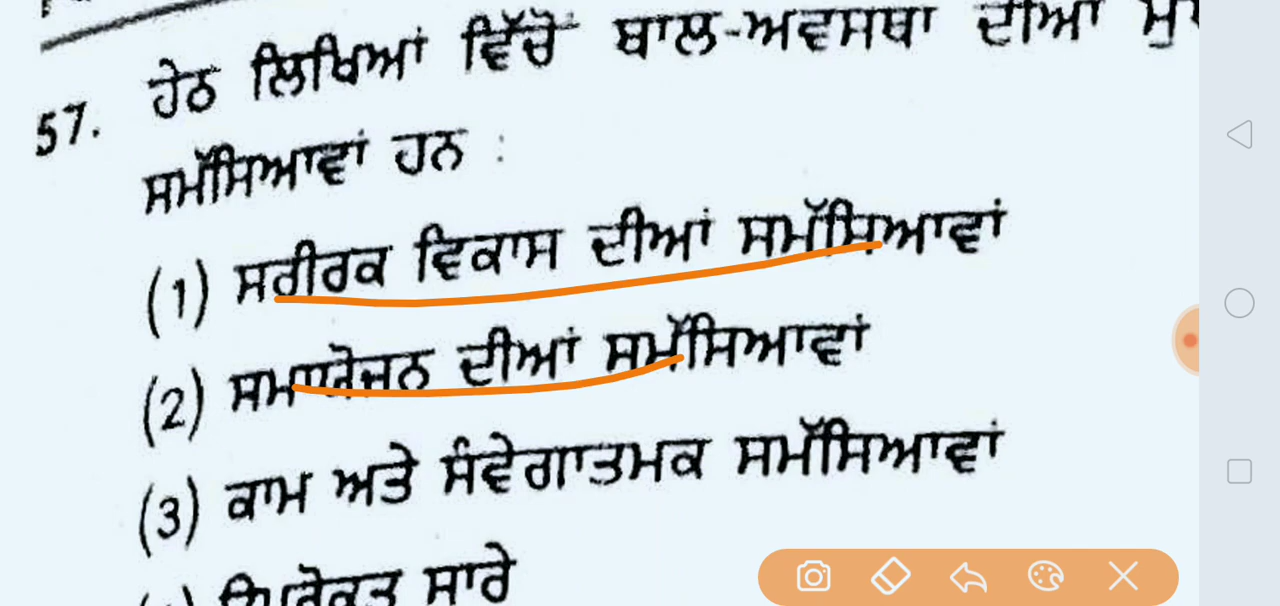 57. ਹੇਠ ਲਿਖਿਆਂ ਵਿੱਚੋਂ ਬਾਲ-ਅਵਸਥਾ ਦੀਆਂ
ਸਮੱਸਿਆਵਾਂ ਹਨ :
(1) ਸਰੀਰਕ ਵਿਕਾਸ ਦੀਆਂ ਸਮੱਸਿਆਵਾਂ
(2) ਸਮਾਯੋਜਨ ਦੀਆਂ ਸਮੱਸਿਆਵਾਂ
(3) ਕਾਮ ਅਤੇ ਸੰਵੇਗਾਤਮਕ ਸਮੱਸਿਆਵਾਂ
ਉਪਰੋਕਤ ਸਾਰੇ